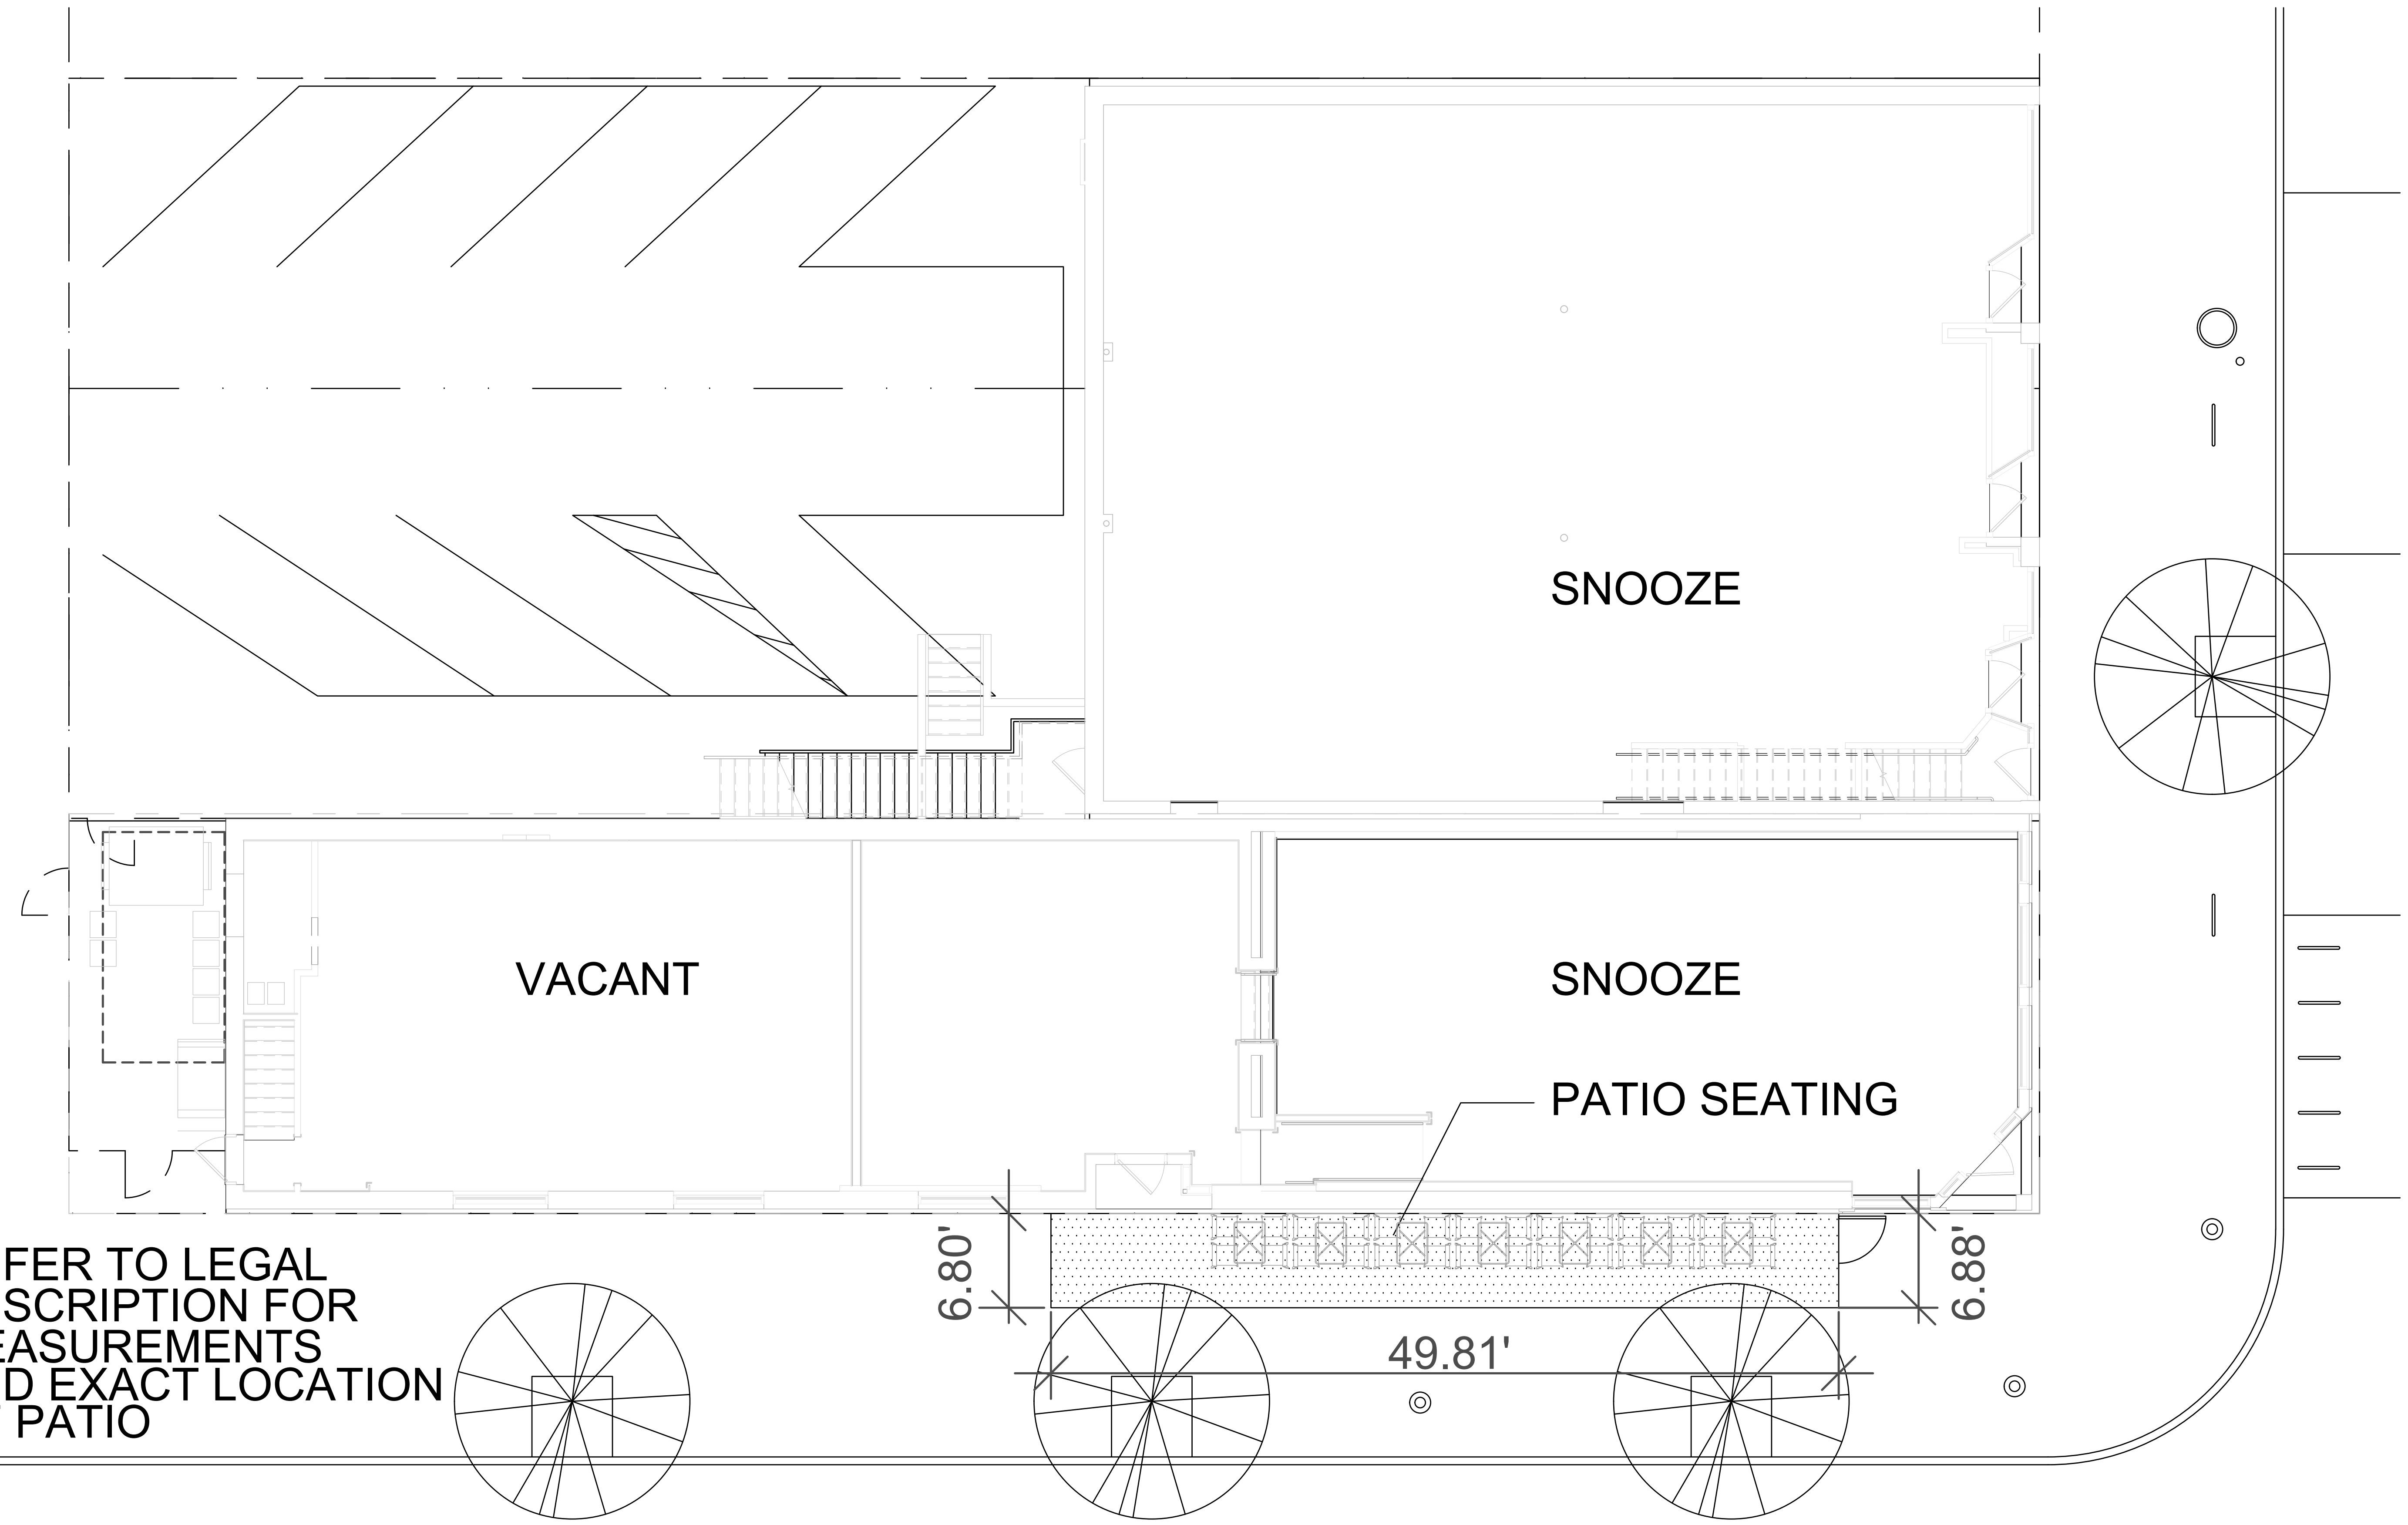 SNOOZE
VACANT
SNOOZE
PATIO SEATING
6.80'
6.88'
49.81'
FER TO LEGAL
SCRIPTION FOR
EASUREMENTS
D EXACT LOCATION
PATIO